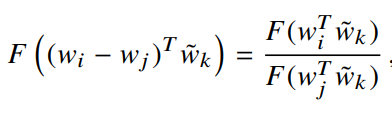 F ((w_i − w_j)^T w̃_k) = F(w_i^T w̃_k) / F(w_j^T w̃_k) ,